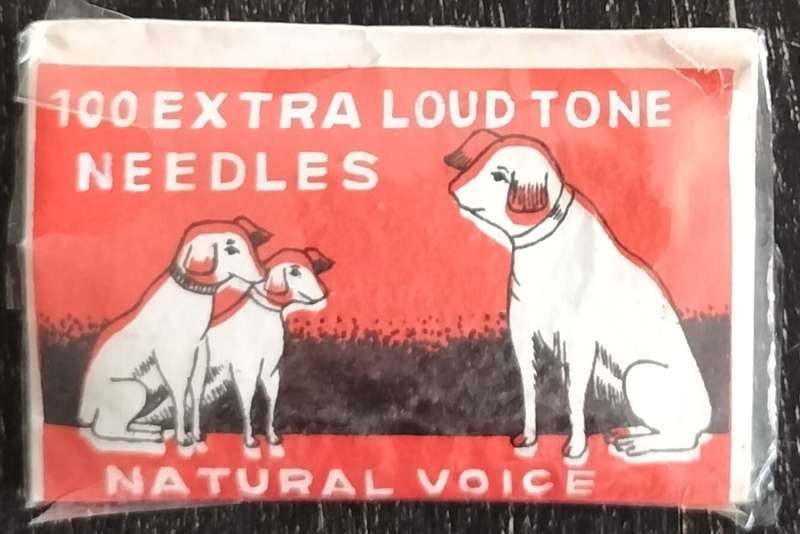 100 EXTRA LOUD TONE
NEEDLES
NATURAL VOICE